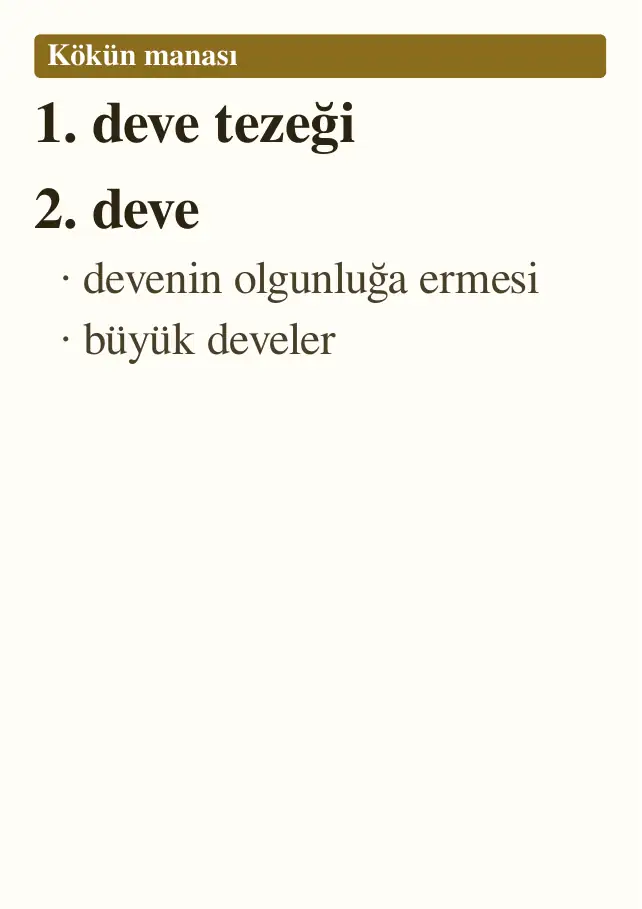 Kökün manası
1. deve tezeği
2. deve
· devenin olgunluğa ermesi
· büyük develer